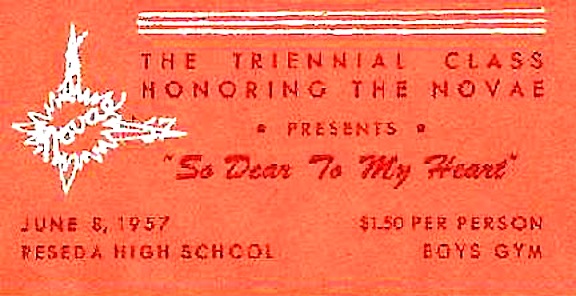 THE TRIENNIAL CLASS
HONORING THE NOVAE
• PRESENTS •
Novae
"So Dear To My Heart"
JUNE 8, 1957
$1.50 PER PERSON
RESEDA HIGH SCHOOL
BOYS GYM